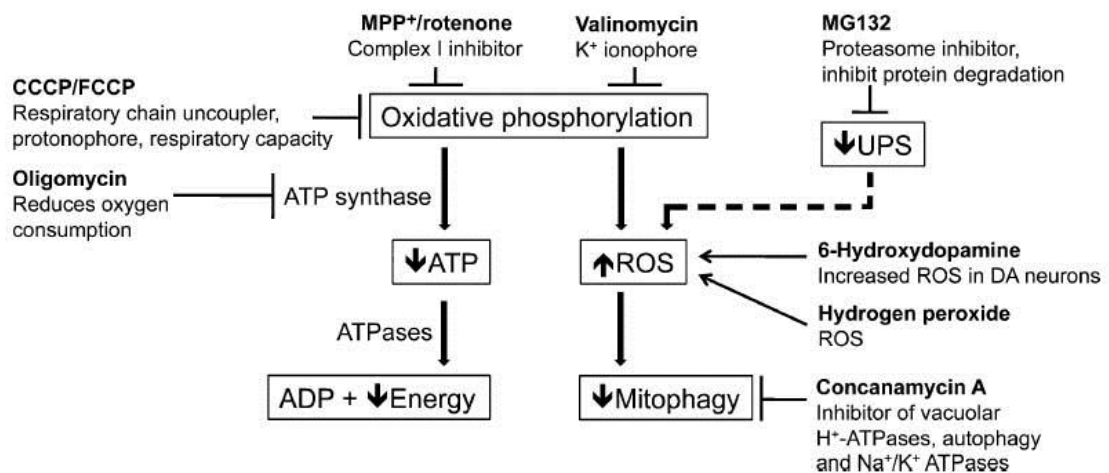 MPP⁺/rotenone
Complex I inhibitor
Valinomycin
K⁺ ionophore
MG132
Proteasome inhibitor,
inhibit protein degradation
CCCP/FCCP
Respiratory chain uncoupler,
protonophore, respiratory capacity
Oxidative phosphorylation
↓UPS
Oligomycin
Reduces oxygen
consumption
ATP synthase
↓ATP
↑ROS
6-Hydroxydopamine
Increased ROS in DA neurons
Hydrogen peroxide
ROS
ATPases
ADP + ↓Energy
↓Mitophagy
Concanamycin A
Inhibitor of vacuolar
H⁺-ATPases, autophagy
and Na⁺/K⁺ ATPases